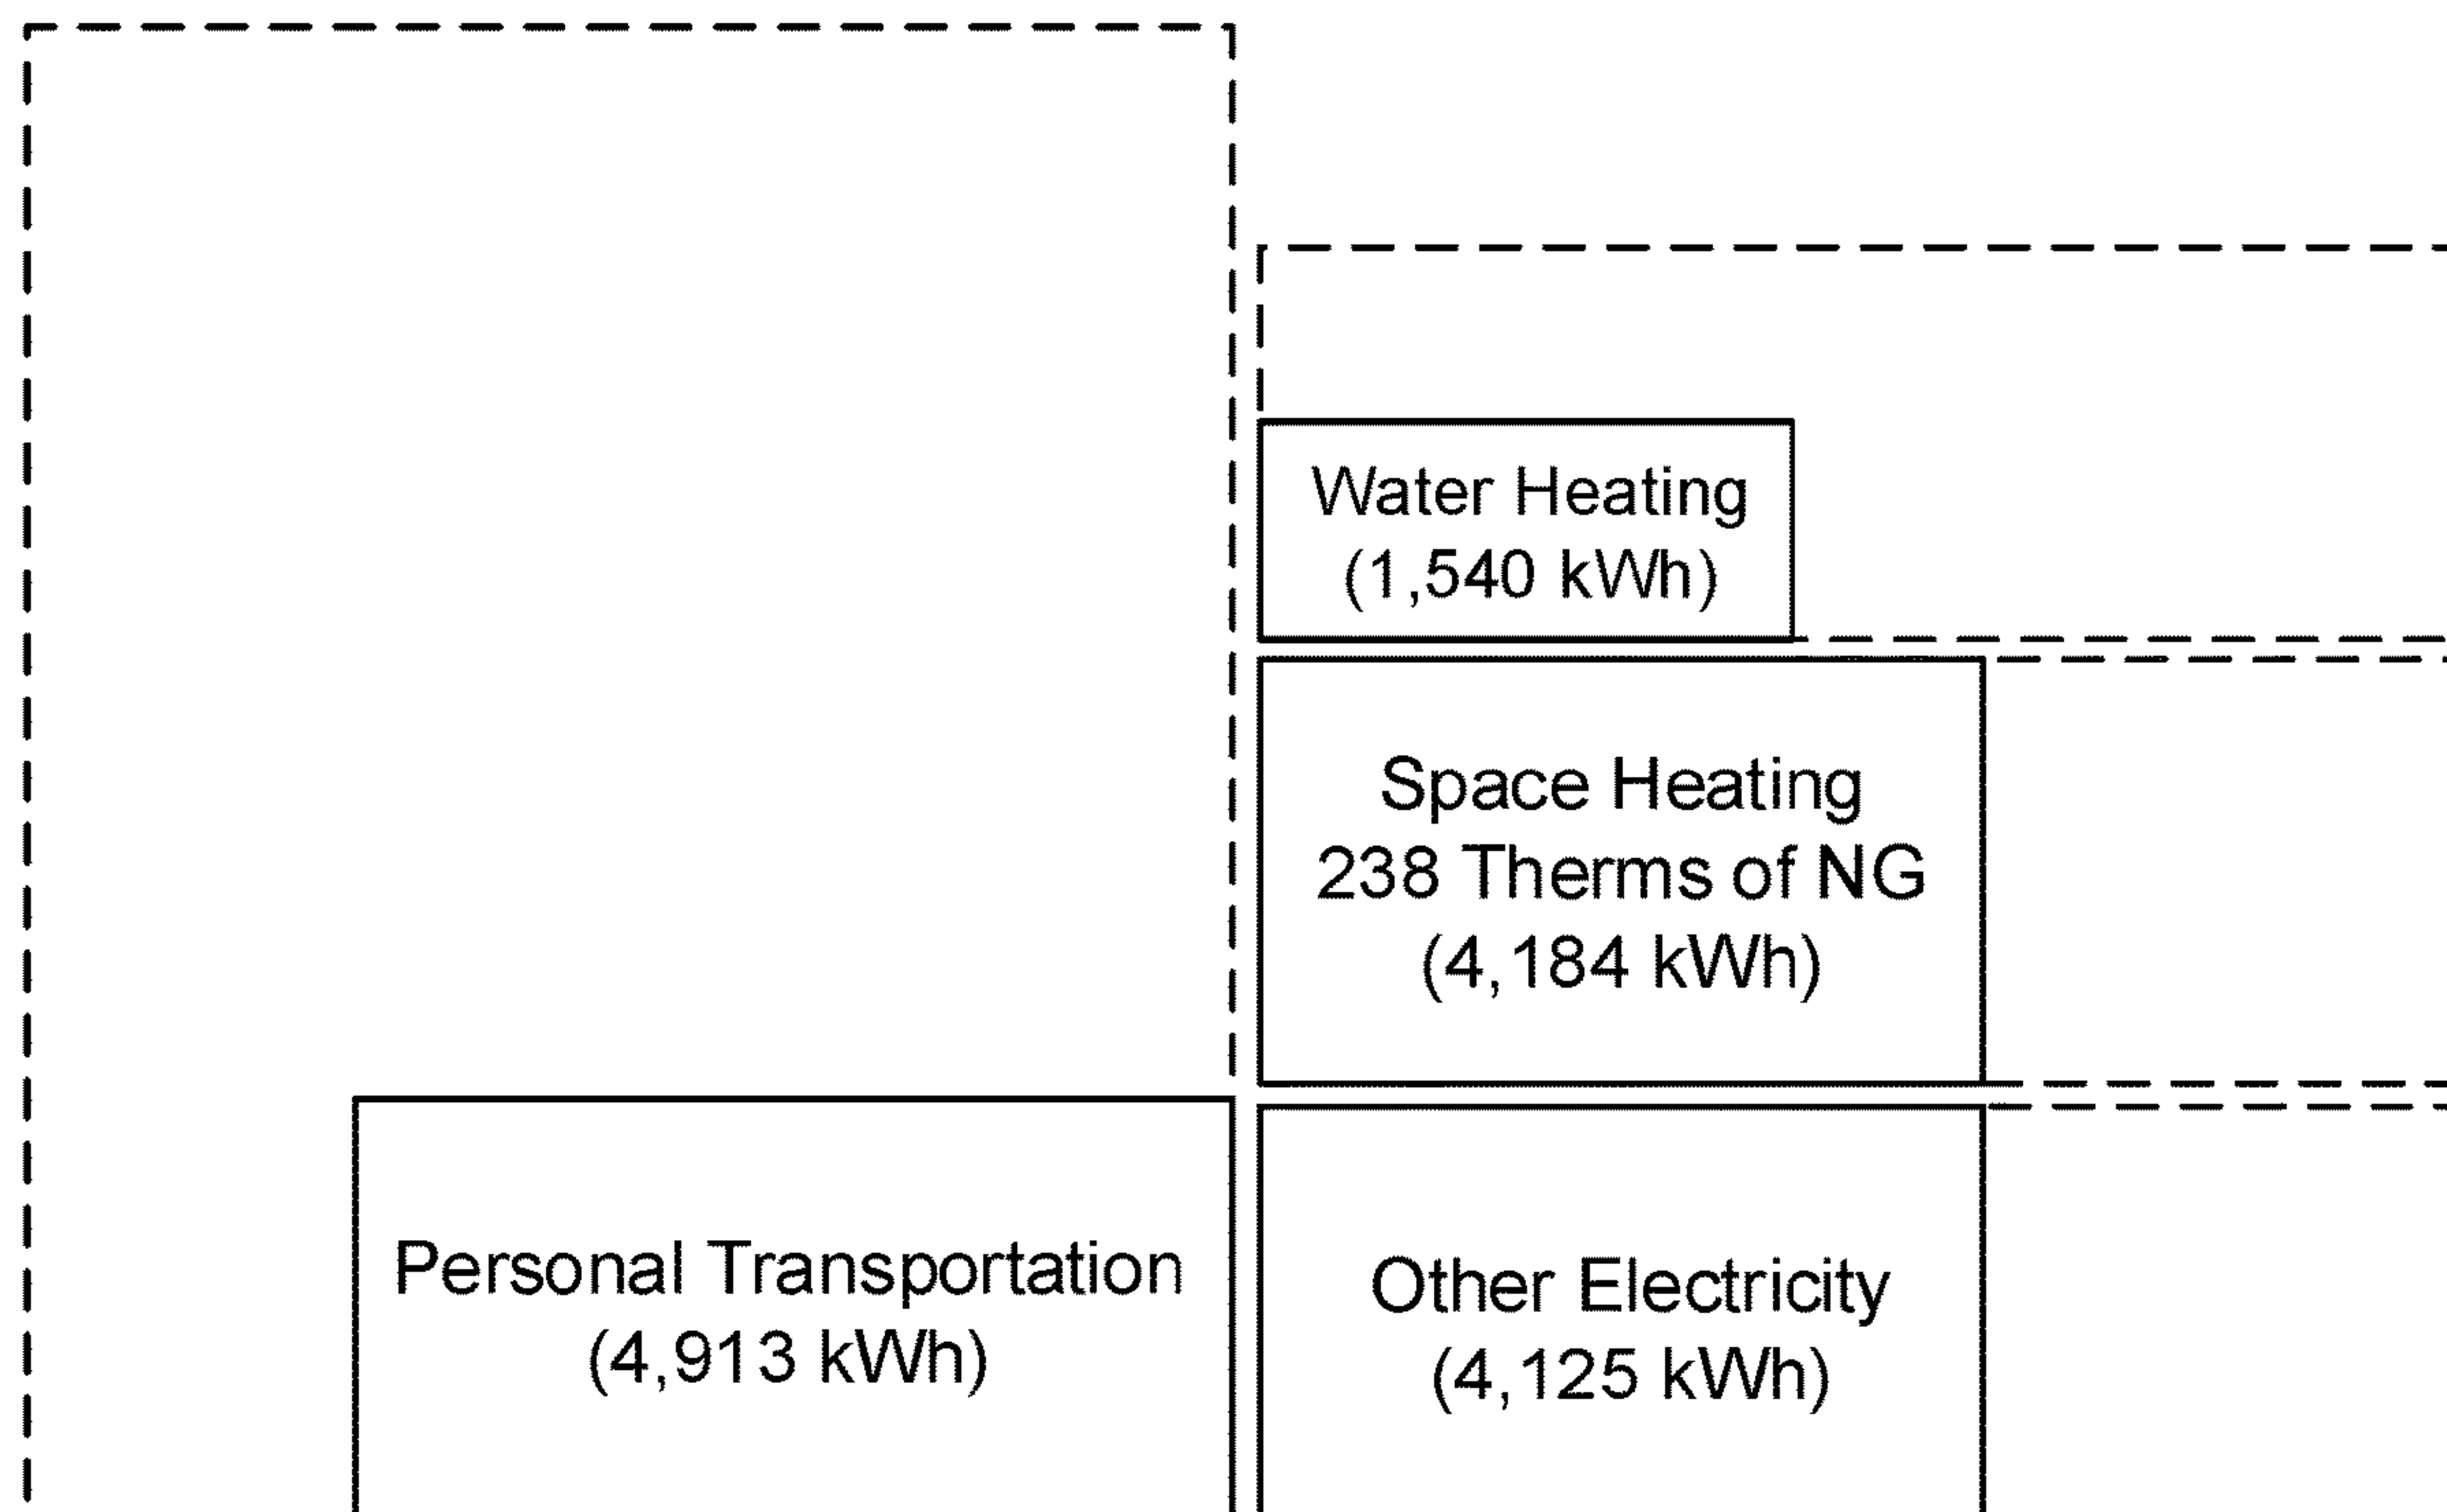 Water Heating
(1,540 kWh)
Space Heating
238 Therms of NG
(4,184 kWh)
Personal Transportation
(4,913 kWh)
Other Electricity
(4,125 kWh)